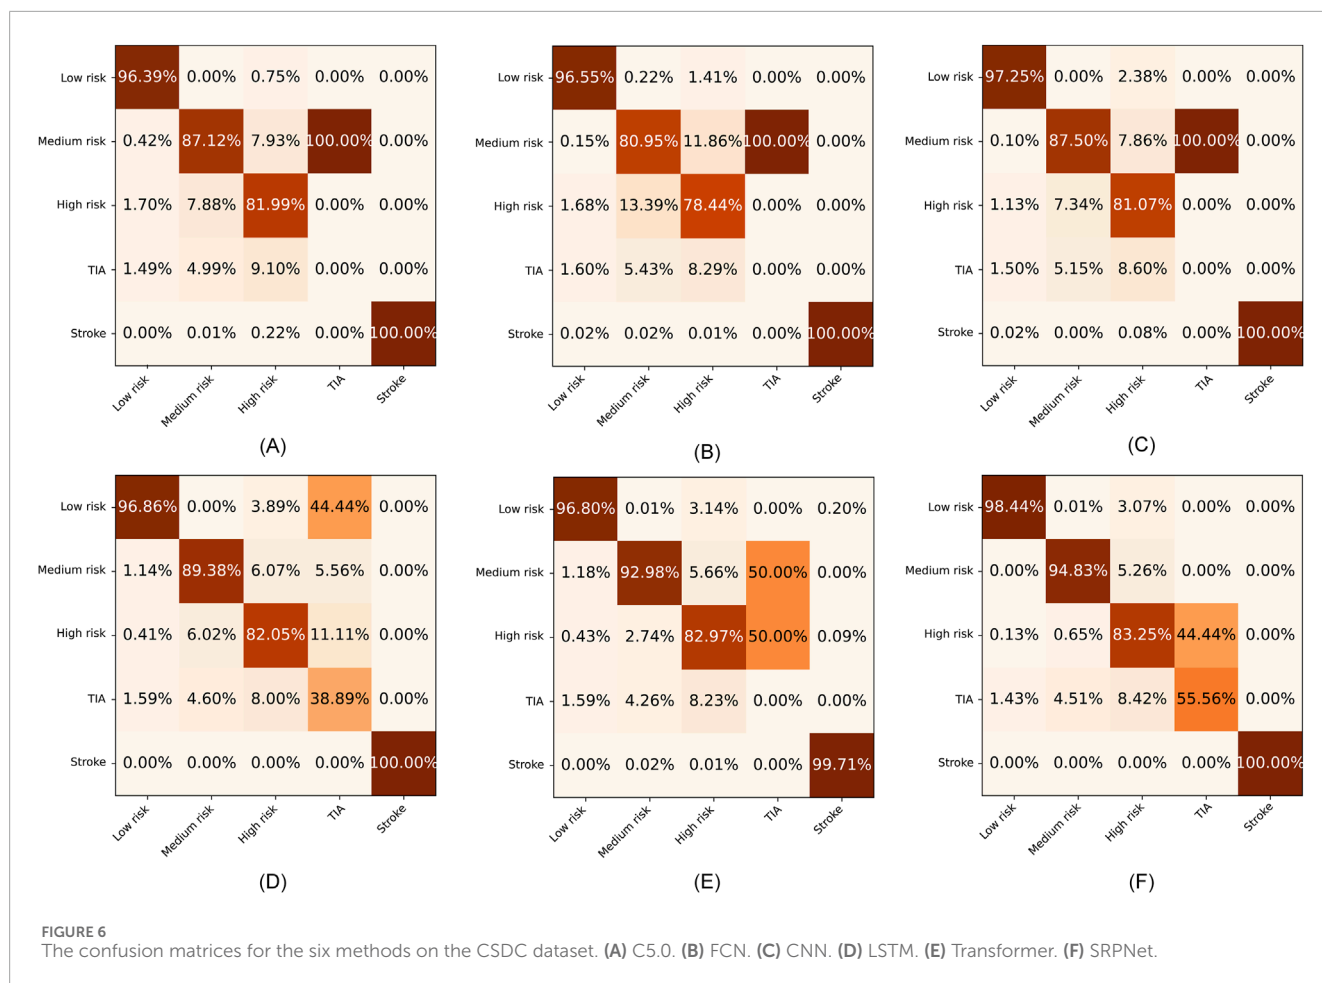 Low risk 96.39% 0.00% 0.75% 0.00% 0.00%
Medium risk 0.42% 87.12% 7.93% 100.00% 0.00%
High risk 1.70% 7.88% 81.99% 0.00% 0.00%
TIA 1.49% 4.99% 9.10% 0.00% 0.00%
Stroke 0.00% 0.01% 0.22% 0.00% 100.00%
Low risk Medium risk High risk TIA Stroke
(A)
Low risk 96.55% 0.22% 1.41% 0.00% 0.00%
Medium risk 0.15% 80.95% 11.86% 100.00% 0.00%
High risk 1.68% 13.39% 78.44% 0.00% 0.00%
TIA 1.60% 5.43% 8.29% 0.00% 0.00%
Stroke 0.02% 0.02% 0.01% 0.00% 100.00%
Low risk Medium risk High risk TIA Stroke
(B)
Low risk 97.25% 0.00% 2.38% 0.00% 0.00%
Medium risk 0.10% 87.50% 7.86% 100.00% 0.00%
High risk 1.13% 7.34% 81.07% 0.00% 0.00%
TIA 1.50% 5.15% 8.60% 0.00% 0.00%
Stroke 0.02% 0.00% 0.08% 0.00% 100.00%
Low risk Medium risk High risk TIA Stroke
(C)
Low risk 96.86% 0.00% 3.89% 44.44% 0.00%
Medium risk 1.14% 89.38% 6.07% 5.56% 0.00%
High risk 0.41% 6.02% 82.05% 11.11% 0.00%
TIA 1.59% 4.60% 8.00% 38.89% 0.00%
Stroke 0.00% 0.00% 0.00% 0.00% 100.00%
Low risk Medium risk High risk TIA Stroke
(D)
Low risk 96.80% 0.01% 3.14% 0.00% 0.20%
Medium risk 1.18% 92.98% 5.66% 50.00% 0.00%
High risk 0.43% 2.74% 82.97% 50.00% 0.09%
TIA 1.59% 4.26% 8.23% 0.00% 0.00%
Stroke 0.00% 0.02% 0.01% 0.00% 99.71%
Low risk Medium risk High risk TIA Stroke
(E)
Low risk 98.44% 0.01% 3.07% 0.00% 0.00%
Medium risk 0.00% 94.83% 5.26% 0.00% 0.00%
High risk 0.13% 0.65% 83.25% 44.44% 0.00%
TIA 1.43% 4.51% 8.42% 55.56% 0.00%
Stroke 0.00% 0.00% 0.00% 0.00% 100.00%
Low risk Medium risk High risk TIA Stroke
(F)
FIGURE 6
The confusion matrices for the six methods on the CSDC dataset. (A) C5.0. (B) FCN. (C) CNN. (D) LSTM. (E) Transformer. (F) SRPNet.